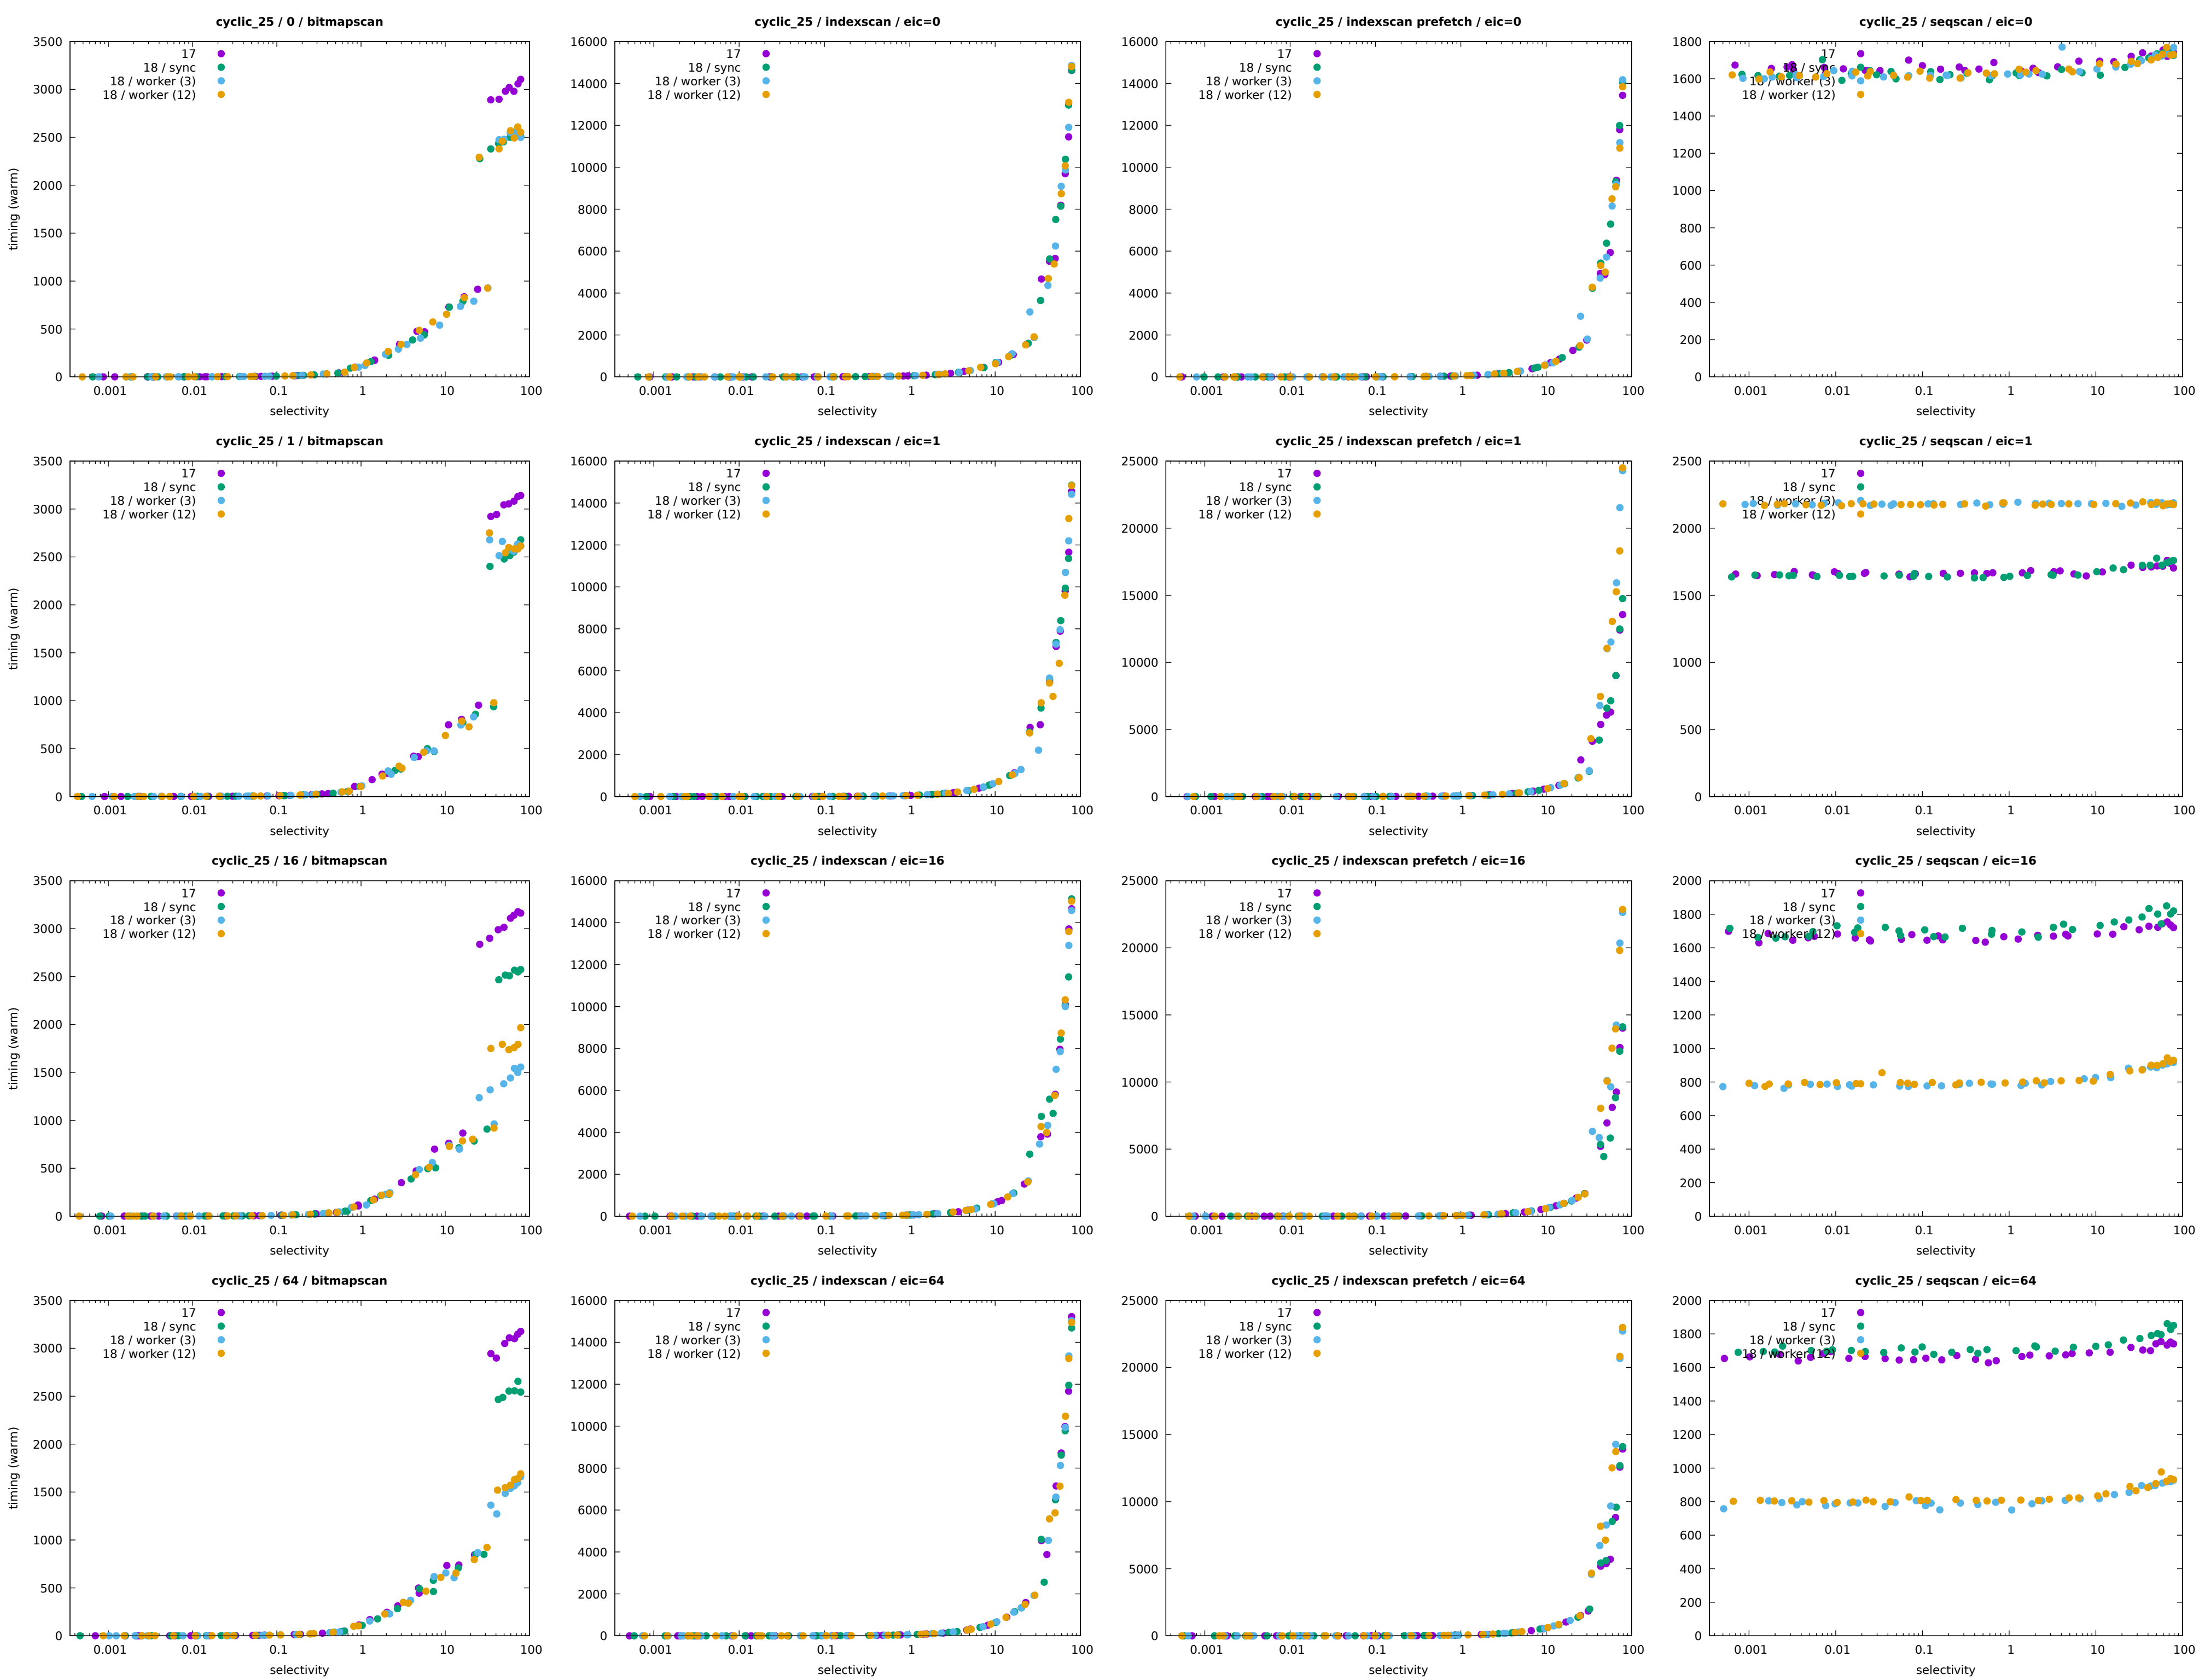 cyclic_25 / 0 / bitmapscan
timing (warm)
3500
3000
2500
2000
1500
1000
500
0
17
18 / sync
18 / worker (3)
18 / worker (12)
0.001 0.01 0.1 1 10 100
selectivity
cyclic_25 / indexscan / eic=0
16000
14000
12000
10000
8000
6000
4000
2000
0
17
18 / sync
18 / worker (3)
18 / worker (12)
0.001 0.01 0.1 1 10 100
selectivity
cyclic_25 / indexscan prefetch / eic=0
16000
14000
12000
10000
8000
6000
4000
2000
0
17
18 / sync
18 / worker (3)
18 / worker (12)
0.001 0.01 0.1 1 10 100
selectivity
cyclic_25 / seqscan / eic=0
1800
1600
1400
1200
1000
800
600
400
200
0
17
18 / sync
18 / worker (3)
18 / worker (12)
0.001 0.01 0.1 1 10 100
selectivity
cyclic_25 / 1 / bitmapscan
timing (warm)
3500
3000
2500
2000
1500
1000
500
0
17
18 / sync
18 / worker (3)
18 / worker (12)
0.001 0.01 0.1 1 10 100
selectivity
cyclic_25 / indexscan / eic=1
16000
14000
12000
10000
8000
6000
4000
2000
0
17
18 / sync
18 / worker (3)
18 / worker (12)
0.001 0.01 0.1 1 10 100
selectivity
cyclic_25 / indexscan prefetch / eic=1
25000
20000
15000
10000
5000
0
17
18 / sync
18 / worker (3)
18 / worker (12)
0.001 0.01 0.1 1 10 100
selectivity
cyclic_25 / seqscan / eic=1
2500
2000
1500
1000
500
0
17
18 / sync
18 / worker (3)
18 / worker (12)
0.001 0.01 0.1 1 10 100
selectivity
cyclic_25 / 16 / bitmapscan
timing (warm)
3500
3000
2500
2000
1500
1000
500
0
17
18 / sync
18 / worker (3)
18 / worker (12)
0.001 0.01 0.1 1 10 100
selectivity
cyclic_25 / indexscan / eic=16
16000
14000
12000
10000
8000
6000
4000
2000
0
17
18 / sync
18 / worker (3)
18 / worker (12)
0.001 0.01 0.1 1 10 100
selectivity
cyclic_25 / indexscan prefetch / eic=16
25000
20000
15000
10000
5000
0
17
18 / sync
18 / worker (3)
18 / worker (12)
0.001 0.01 0.1 1 10 100
selectivity
cyclic_25 / seqscan / eic=16
2000
1800
1600
1400
1200
1000
800
600
400
200
0
17
18 / sync
18 / worker (3)
18 / worker (12)
0.001 0.01 0.1 1 10 100
selectivity
cyclic_25 / 64 / bitmapscan
timing (warm)
3500
3000
2500
2000
1500
1000
500
0
17
18 / sync
18 / worker (3)
18 / worker (12)
0.001 0.01 0.1 1 10 100
selectivity
cyclic_25 / indexscan / eic=64
16000
14000
12000
10000
8000
6000
4000
2000
0
17
18 / sync
18 / worker (3)
18 / worker (12)
0.001 0.01 0.1 1 10 100
selectivity
cyclic_25 / indexscan prefetch / eic=64
25000
20000
15000
10000
5000
0
17
18 / sync
18 / worker (3)
18 / worker (12)
0.001 0.01 0.1 1 10 100
selectivity
cyclic_25 / seqscan / eic=64
2000
1800
1600
1400
1200
1000
800
600
400
200
0
17
18 / sync
18 / worker (3)
18 / worker (12)
0.001 0.01 0.1 1 10 100
selectivity